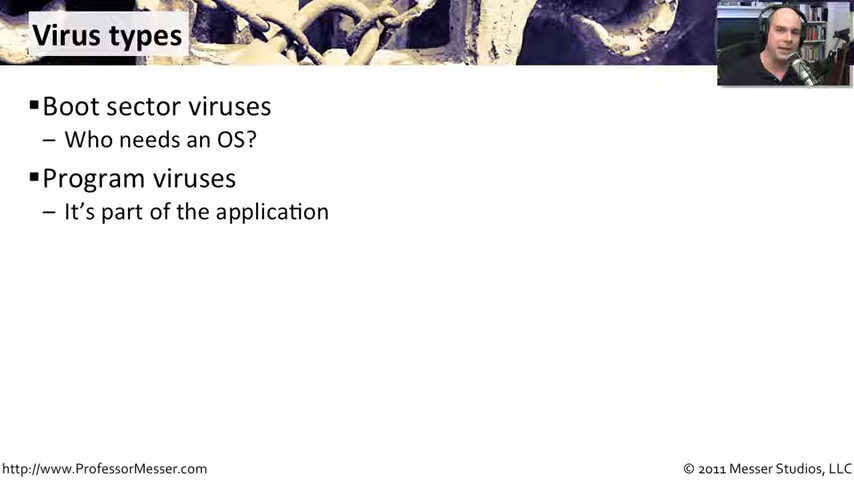 Virus types
▪Boot sector viruses
– Who needs an OS?
▪Program viruses
– It's part of the application
http://www.ProfessorMesser.com
© 2011 Messer Studios, LLC